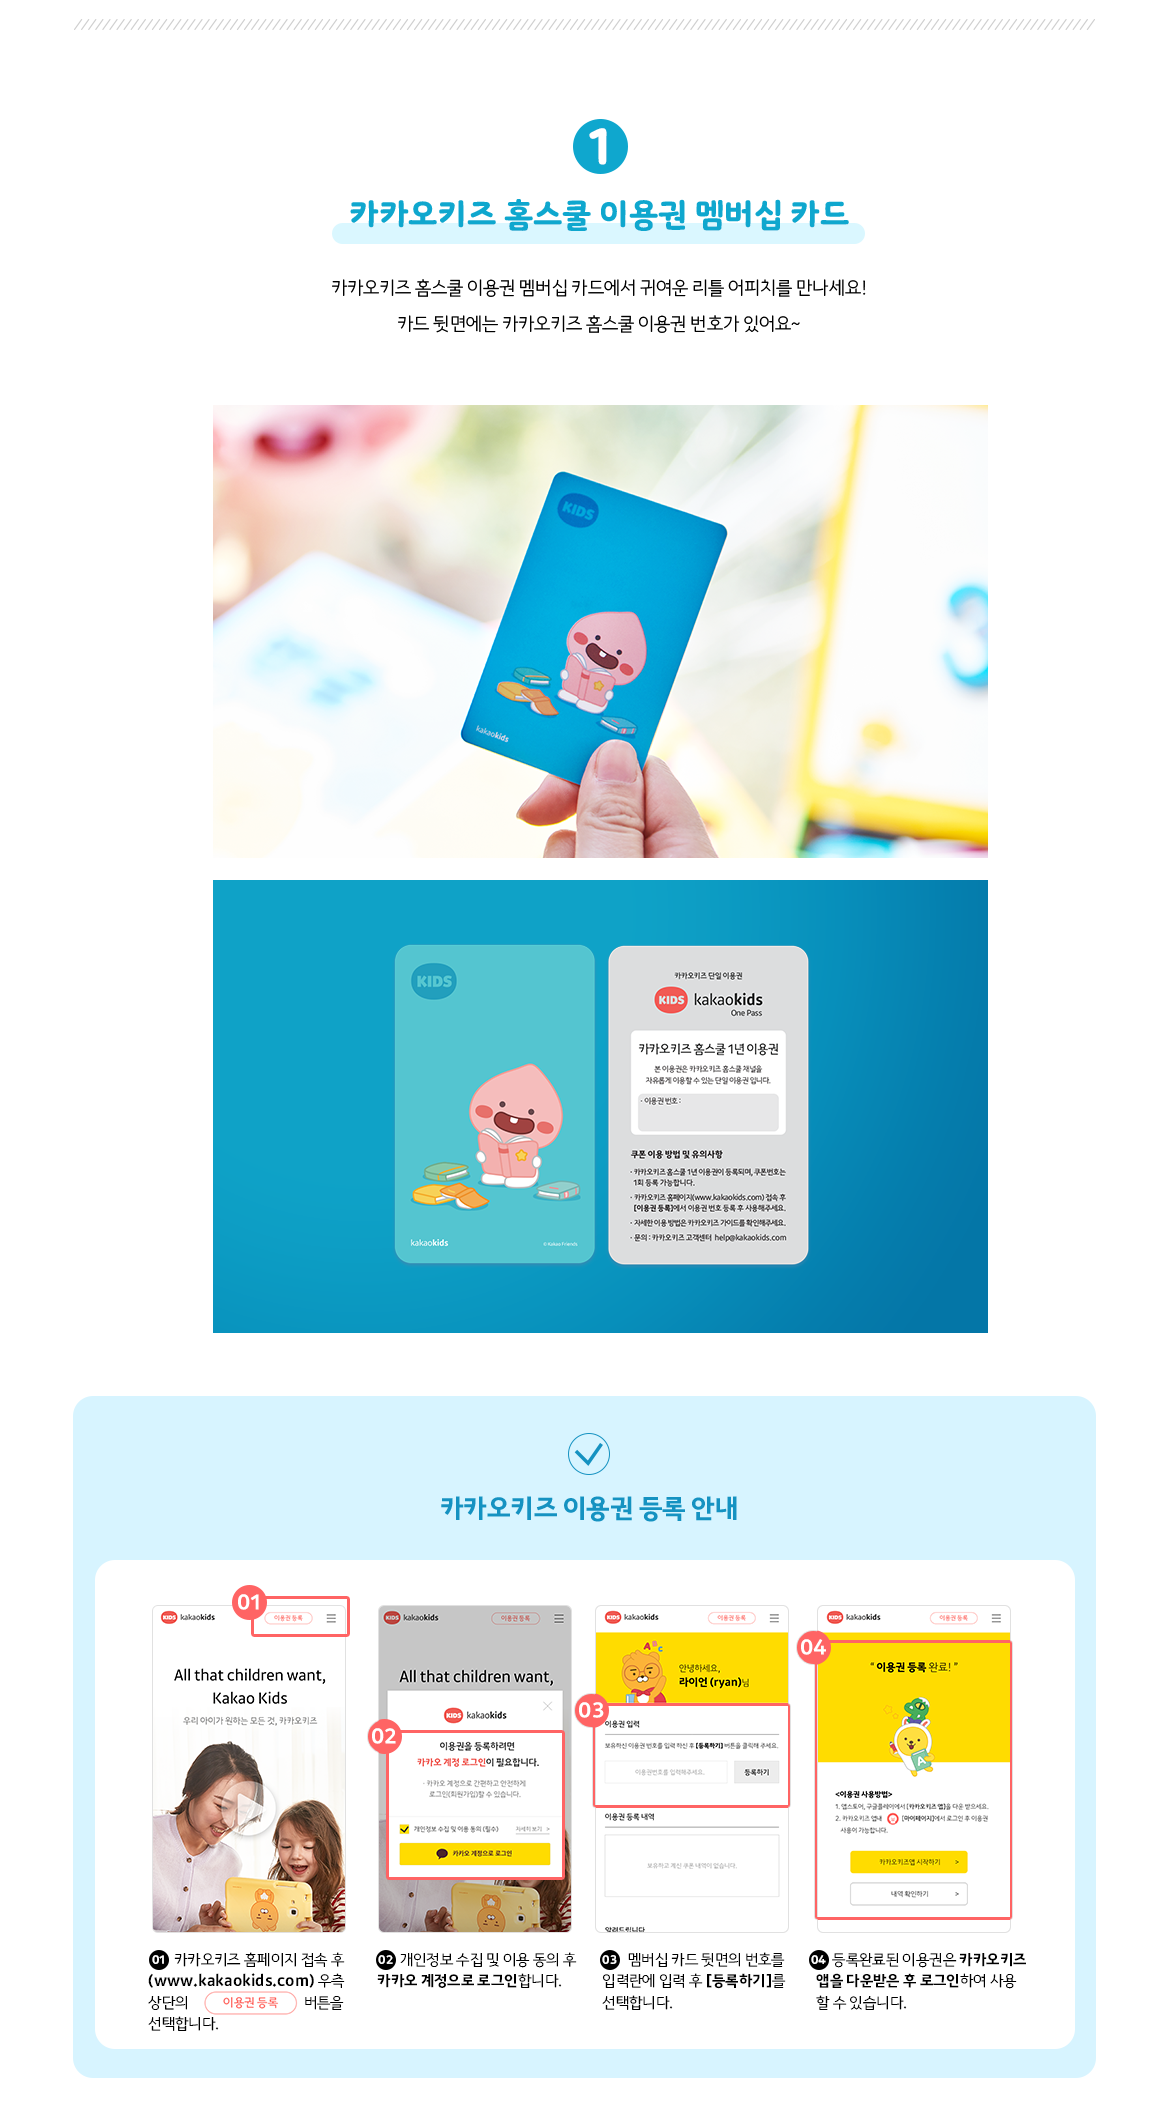 1
카카오키즈 홈스쿨 이용권 멤버십 카드
카카오키즈 홈스쿨 이용권 멤버십 카드에서 귀여운 리틀 어피치를 만나세요!
카드 뒷면에는 카카오키즈 홈스쿨 이용권 번호가 있어요~
KIDS
kakaokids
3
KIDS
kakaokids
© Kakao Friends
카카오키즈 단일 이용권
KIDS kakaokids
One Pass
카카오키즈 홈스쿨 1년 이용권
본 이용권은 카카오키즈 홈스쿨 채널을
자유롭게 이용할 수 있는 단일 이용권 입니다.
· 이용권 번호 :
쿠폰 이용 방법 및 유의사항
· 카카오키즈 홈스쿨 1년 이용권이 등록되며, 쿠폰번호는
1회 등록 가능합니다.
· 카카오키즈 홈페이지(www.kakaokids.com) 접속 후
[이용권 등록]에서 이용권 번호 등록 후 사용해주세요.
· 자세한 이용 방법은 카카오키즈 가이드를 확인해주세요.
· 문의 : 카카오키즈 고객센터 help@kakaokids.com
카카오키즈 이용권 등록 안내
01
KIDS kakaokids 이용권 등록
All that children want,
Kakao Kids
우리 아이가 원하는 모든 것, 카카오키즈
01 카카오키즈 홈페이지 접속 후
(www.kakaokids.com) 우측
상단의 이용권 등록 버튼을
선택합니다.
KIDS kakaokids 이용권 등록
All that children want,
KIDS kakaokids
02
이용권을 등록하려면
카카오 계정 로그인이 필요합니다.
· 카카오 계정으로 간편하고 안전하게
로그인(회원가입)할 수 있습니다.
개인정보 수집 및 이용 동의 (필수) 자세히 보기 >
카카오 계정으로 로그인
02 개인정보 수집 및 이용 동의 후
카카오 계정으로 로그인합니다.
KIDS kakaokids 이용권 등록
A B C
안녕하세요,
라이언 (ryan)님
03
이용권 입력
보유하신 이용권 번호를 입력 하신 후 [등록하기] 버튼을 클릭해 주세요.
이용권번호를 입력해주세요. 등록하기
이용권 등록 내역
보유하고 계신 쿠폰 내역이 없습니다.
알려드립니다
03 멤버십 카드 뒷면의 번호를
입력란에 입력 후 [등록하기]를
선택합니다.
KIDS kakaokids 이용권 등록
04
“ 이용권 등록 완료! ”
A
<이용권 사용방법>
1. 앱스토어, 구글플레이에서 [카카오키즈 앱]을 다운 받으세요.
2. 카카오키즈 앱내 [마이페이지]에서 로그인 후 이용권
사용이 가능합니다.
카카오키즈앱 시작하기 >
내역 확인하기 >
04 등록완료된 이용권은 카카오키즈
앱을 다운받은 후 로그인하여 사용
할 수 있습니다.